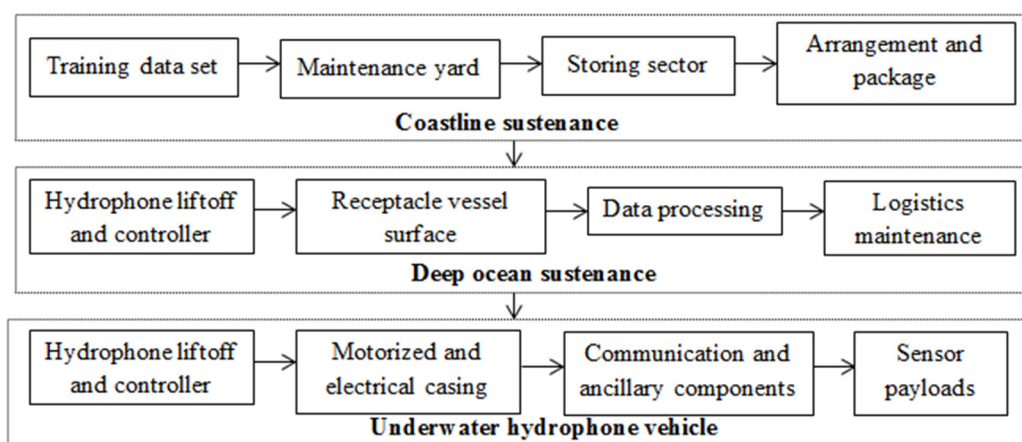 Training data set
Maintenance yard
Storing sector
Arrangement and
package
Coastline sustenance
Hydrophone liftoff
and controller
Receptacle vessel
surface
Data processing
Logistics
maintenance
Deep ocean sustenance
Hydrophone liftoff
and controller
Motorized and
electrical casing
Communication and
ancillary components
Sensor
payloads
Underwater hydrophone vehicle